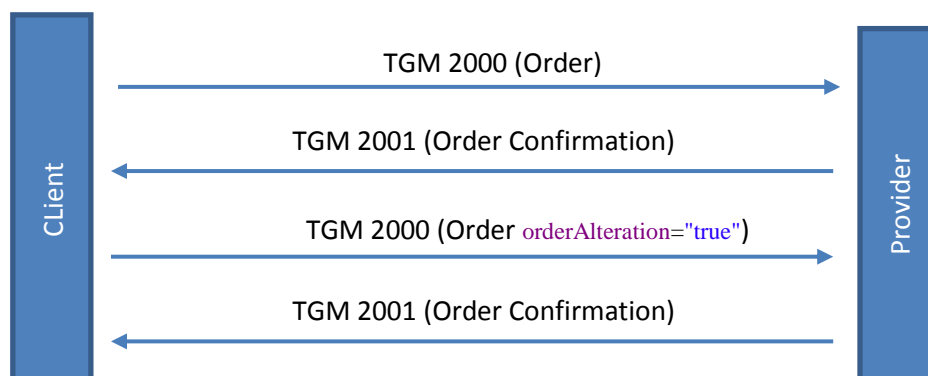 TGM 2000 (Order)
TGM 2001 (Order Confirmation)
CLient
Provider
TGM 2000 (Order orderAlteration="true")
TGM 2001 (Order Confirmation)